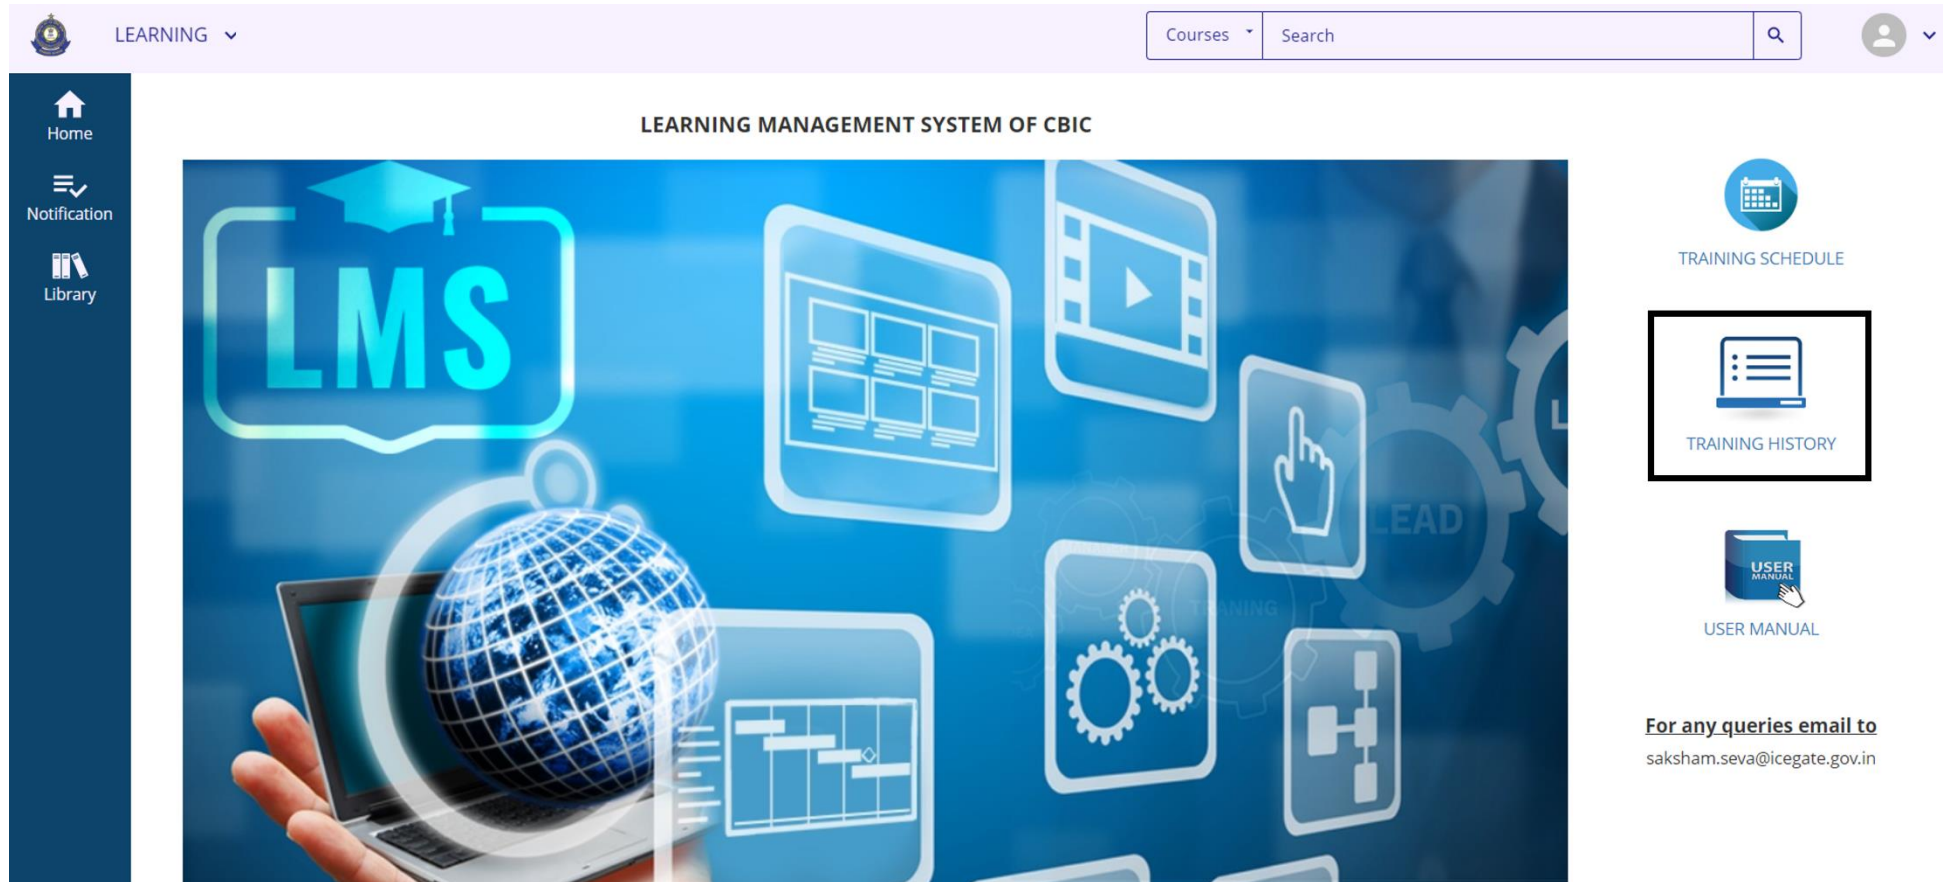 LEARNING
Courses
Search
Home
Notification
Library
LEARNING MANAGEMENT SYSTEM OF CBIC
LMS
LEAD
TRANING
L
TRAINING SCHEDULE
TRAINING HISTORY
USER
MANUAL
USER MANUAL
For any queries email to
saksham.seva@icegate.gov.in